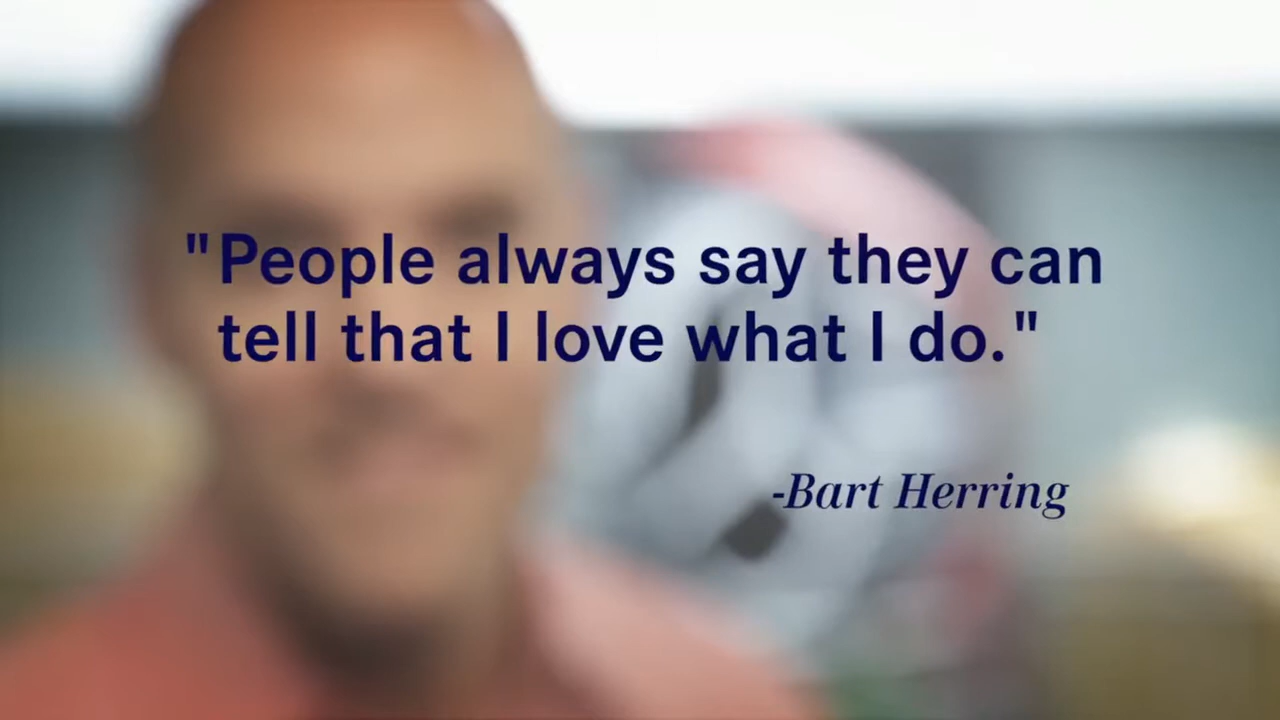 "People always say they can
tell that I love what I do."
-Bart Herring